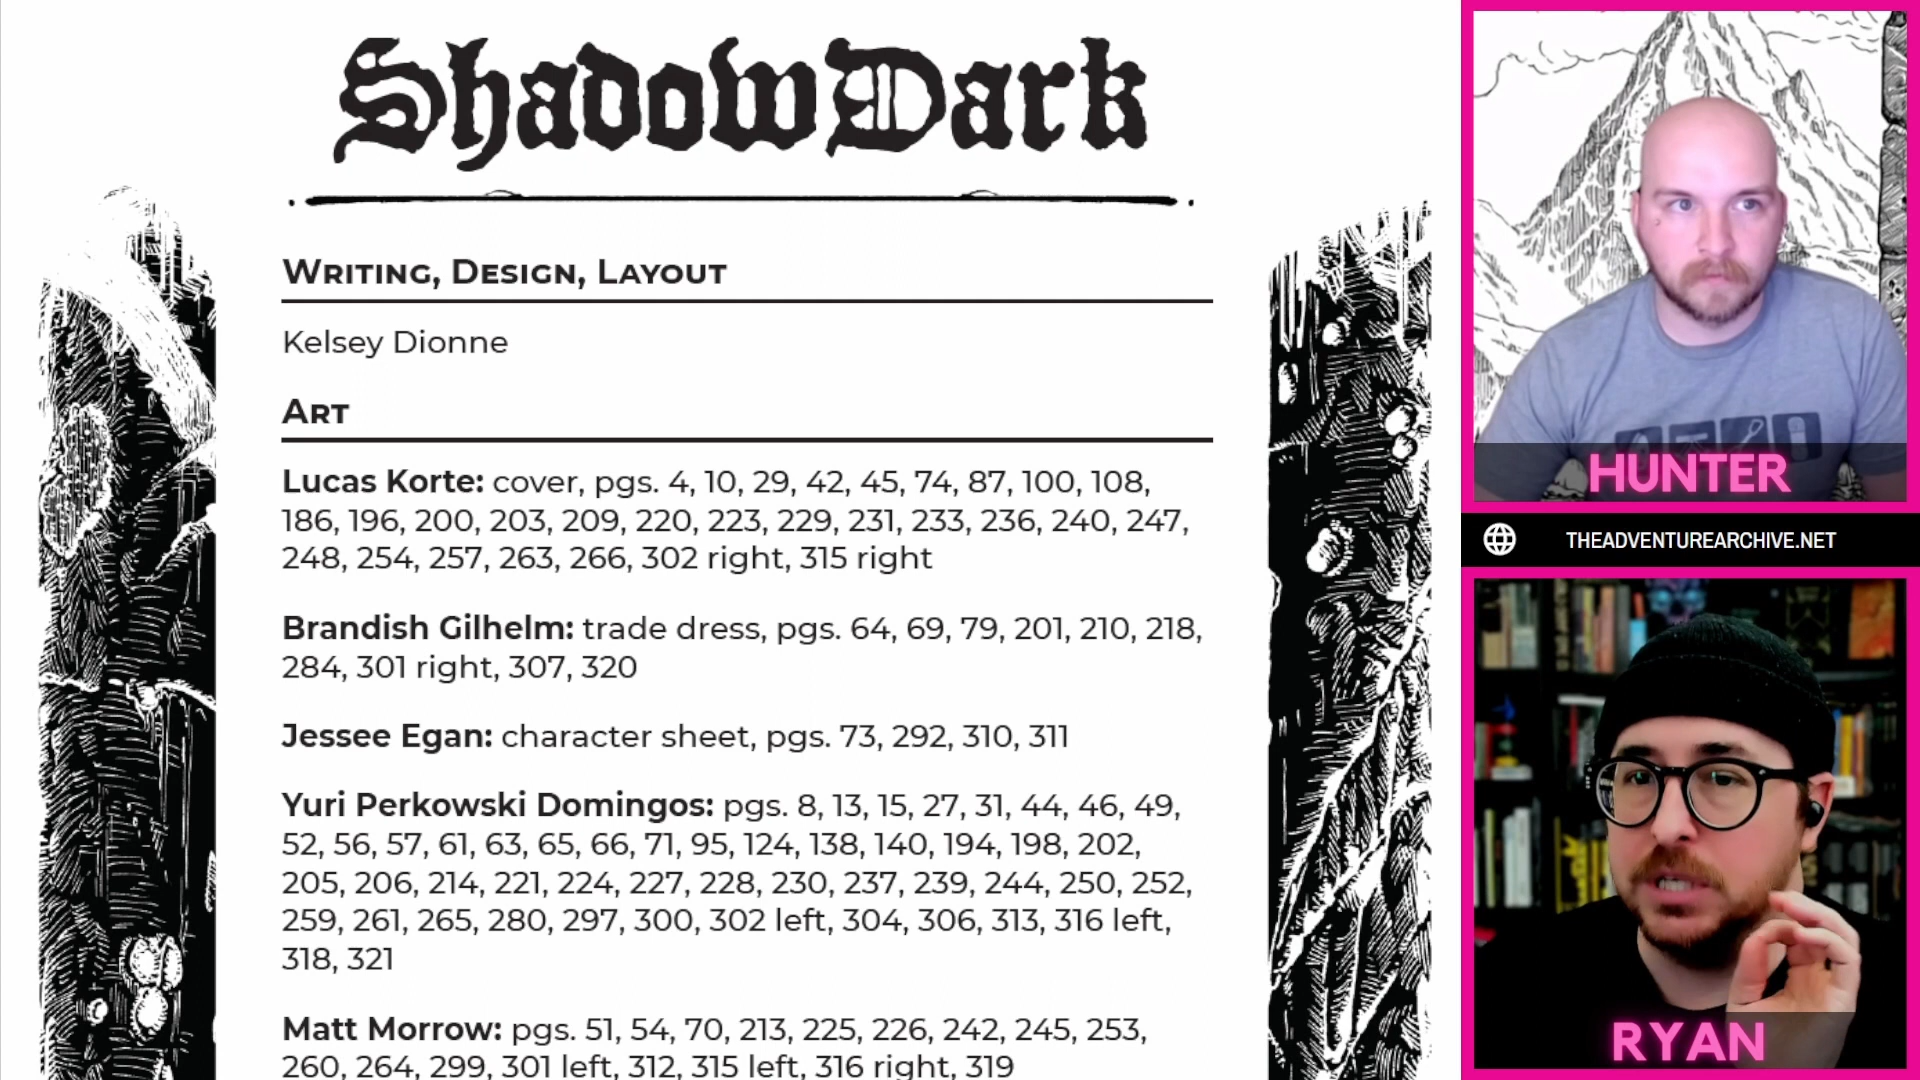 ShadowDark
Writing, Design, Layout
Kelsey Dionne
Art
Lucas Korte: cover, pgs. 4, 10, 29, 42, 45, 74, 87, 100, 108,
186, 196, 200, 203, 209, 220, 223, 229, 231, 233, 236, 240, 247,
248, 254, 257, 263, 266, 302 right, 315 right
Brandish Gilhelm: trade dress, pgs. 64, 69, 79, 201, 210, 218,
284, 301 right, 307, 320
Jessee Egan: character sheet, pgs. 73, 292, 310, 311
Yuri Perkowski Domingos: pgs. 8, 13, 15, 27, 31, 44, 46, 49,
52, 56, 57, 61, 63, 65, 66, 71, 95, 124, 138, 140, 194, 198, 202,
205, 206, 214, 221, 224, 227, 228, 230, 237, 239, 244, 250, 252,
259, 261, 265, 280, 297, 300, 302 left, 304, 306, 313, 316 left,
318, 321
Matt Morrow: pgs. 51, 54, 70, 213, 225, 226, 242, 245, 253,
260, 264, 299, 301 left, 312, 315 left, 316 right, 319
HUNTER
THEADVENTUREARCHIVE.NET
RYAN